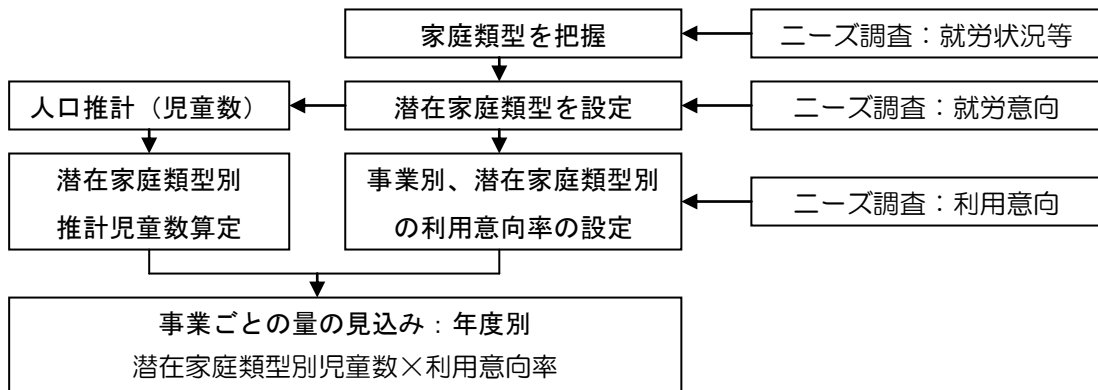 家庭類型を把握
ニーズ調査：就労状況等
人口推計（児童数）
潜在家庭類型を設定
ニーズ調査：就労意向
潜在家庭類型別
推計児童数算定
事業別、潜在家庭類型別
の利用意向率の設定
ニーズ調査：利用意向
事業ごとの量の見込み：年度別
潜在家庭類型別児童数×利用意向率